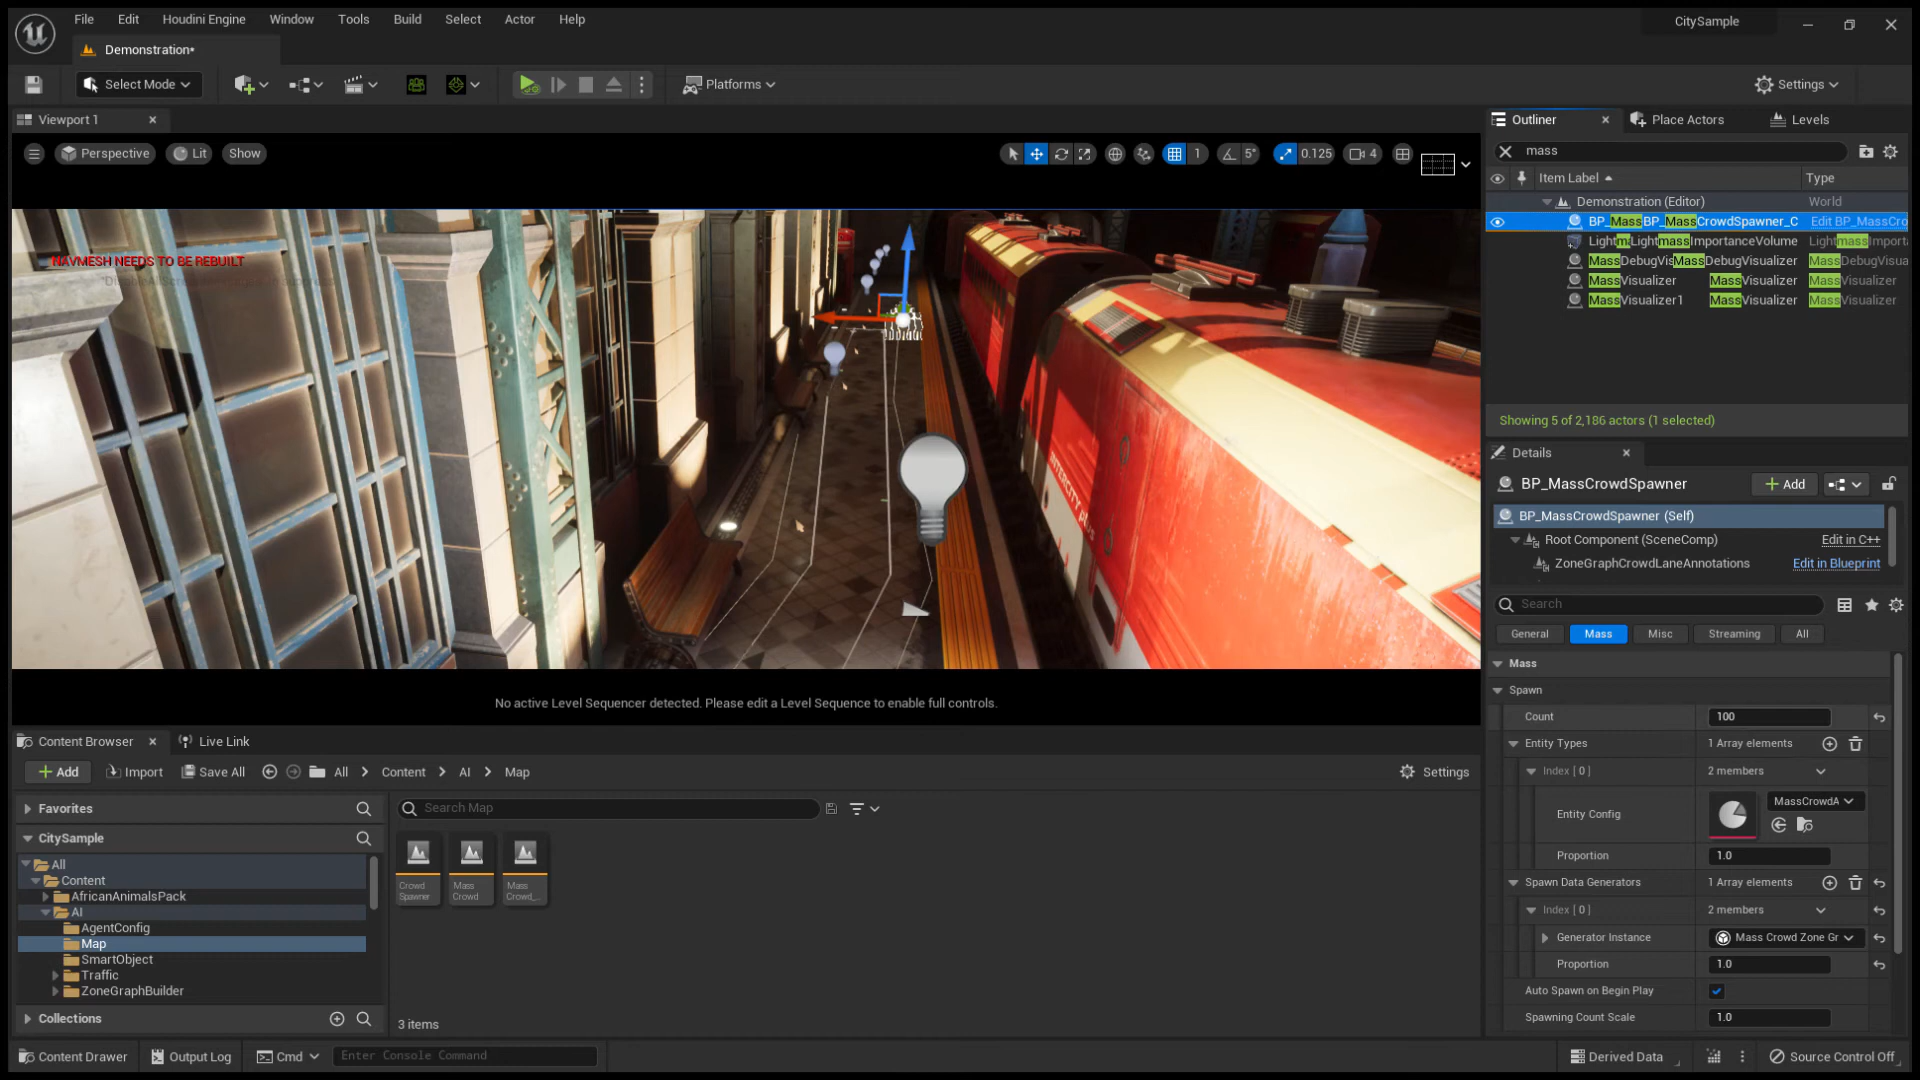 File Edit Houdini Engine Window Tools Build Select Actor Help
CitySample
Demonstration*
Select Mode
Platforms
Settings
Viewport 1
Outliner Place Actors Levels
Perspective Lit Show
1 5° 0.125 4
mass
Item Label Type
Demonstration (Editor) World
BP_MassBP_MassCrowdSpawner_C Edit BP_MassCro
LightmLightmassImportanceVolume LightmassImport
MassDebugVisMassDebugVisualizer MassDebugVisua
MassVisualizer MassVisualizer MassVisualizer
MassVisualizer1 MassVisualizer MassVisualizer
NAVMESH NEEDS TO BE REBUILT
INTERCITY plus
Showing 5 of 2,186 actors (1 selected)
Details
BP_MassCrowdSpawner Add
BP_MassCrowdSpawner (Self)
Root Component (SceneComp) Edit in C++
ZoneGraphCrowdLaneAnnotations Edit in Blueprint
Search
General Mass Misc Streaming All
Mass
Spawn
Count 100
Entity Types 1 Array elements
Index [ 0 ] 2 members
Entity Config MassCrowdA
Proportion 1.0
Spawn Data Generators 1 Array elements
Index [ 0 ] 2 members
Generator Instance Mass Crowd Zone Gr
Proportion 1.0
Auto Spawn on Begin Play
Spawning Count Scale 1.0
No active Level Sequencer detected. Please edit a Level Sequence to enable full controls.
Content Browser Live Link
Add Import Save All All Content AI Map Settings
Favorites
Search Map
CitySample
All
Content
AfricanAnimalsPack
AI
AgentConfig
Map
SmartObject
Traffic
ZoneGraphBuilder
Collections
Crowd Spawner
Mass Crowd
Mass Crowd_...
3 items
Content Drawer Output Log Cmd Enter Console Command
Derived Data Source Control Off